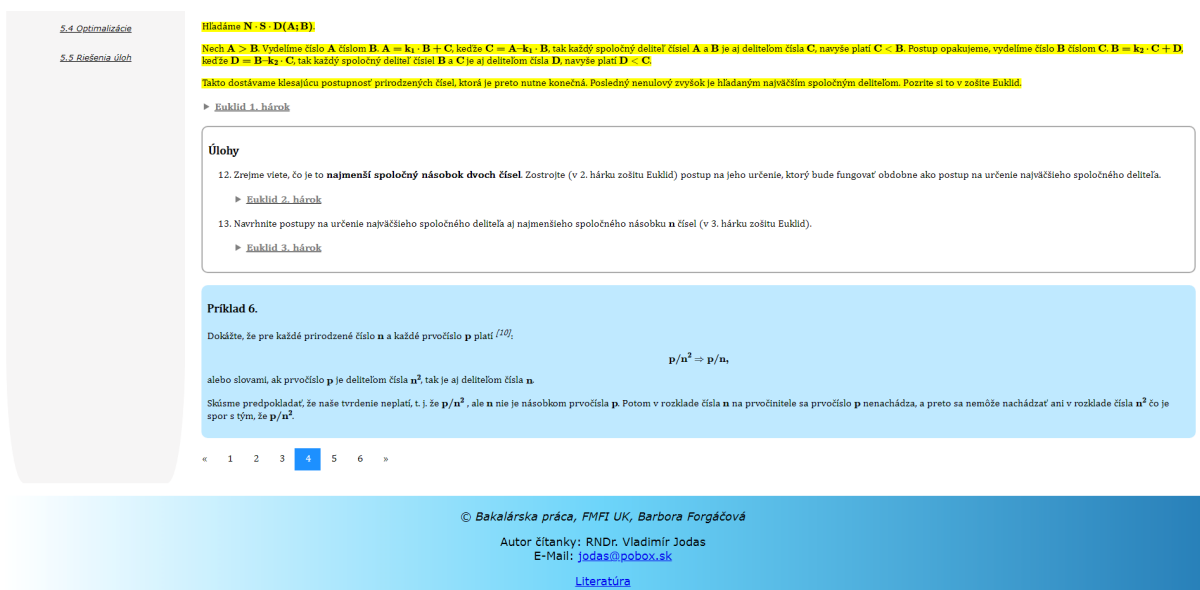 5.4 Optimalizácie
5.5 Riešenia úloh
Hľadáme N · S · D(A; B).
Nech A > B. Vydelíme číslo A číslom B. A = k₁ · B + C, keďže C = A–k₁ · B, tak každý spoločný deliteľ čísiel A a B je aj deliteľom čísla C, navyše platí C < B. Postup opakujeme, vydelíme číslo B číslom C. B = k₂ · C + D,
keďže D = B–k₂ · C, tak každý spoločný deliteľ čísiel B a C je aj deliteľom čísla D, navyše platí D < C.
Takto dostávame klesajúcu postupnosť prirodzených čísel, ktorá je preto nutne konečná. Posledný nenulový zvyšok je hľadaným najväčším spoločným deliteľom. Pozrite si to v zošite Euklid.
▶ Euklid 1. hárok
Úlohy
12. Zrejme viete, čo je to najmenší spoločný násobok dvoch čísel. Zostrojte (v 2. hárku zošitu Euklid) postup na jeho určenie, ktorý bude fungovať obdobne ako postup na určenie najväčšieho spoločného deliteľa.
▶ Euklid 2. hárok
13. Navrhnite postupy na určenie najväčšieho spoločného deliteľa aj najmenšieho spoločného násobku n čísel (v 3. hárku zošitu Euklid).
▶ Euklid 3. hárok
Príklad 6.
Dokážte, že pre každé prirodzené číslo n a každé prvočíslo p platí [10]:
p/n² ⇒ p/n,
alebo slovami, ak prvočíslo p je deliteľom čísla n², tak je aj deliteľom čísla n.
Skúsme predpokladať, že naše tvrdenie neplatí, t. j. že p/n² , ale n nie je násobkom prvočísla p. Potom v rozklade čísla n na prvočinitele sa prvočíslo p nenachádza, a preto sa nemôže nachádzať ani v rozklade čísla n² čo je
spor s tým, že p/n².
« 1 2 3 4 5 6 »
© Bakalárska práca, FMFI UK, Barbora Forgáčová
Autor čítanky: RNDr. Vladimír Jodas
E-Mail: jodas@pobox.sk
Literatúra